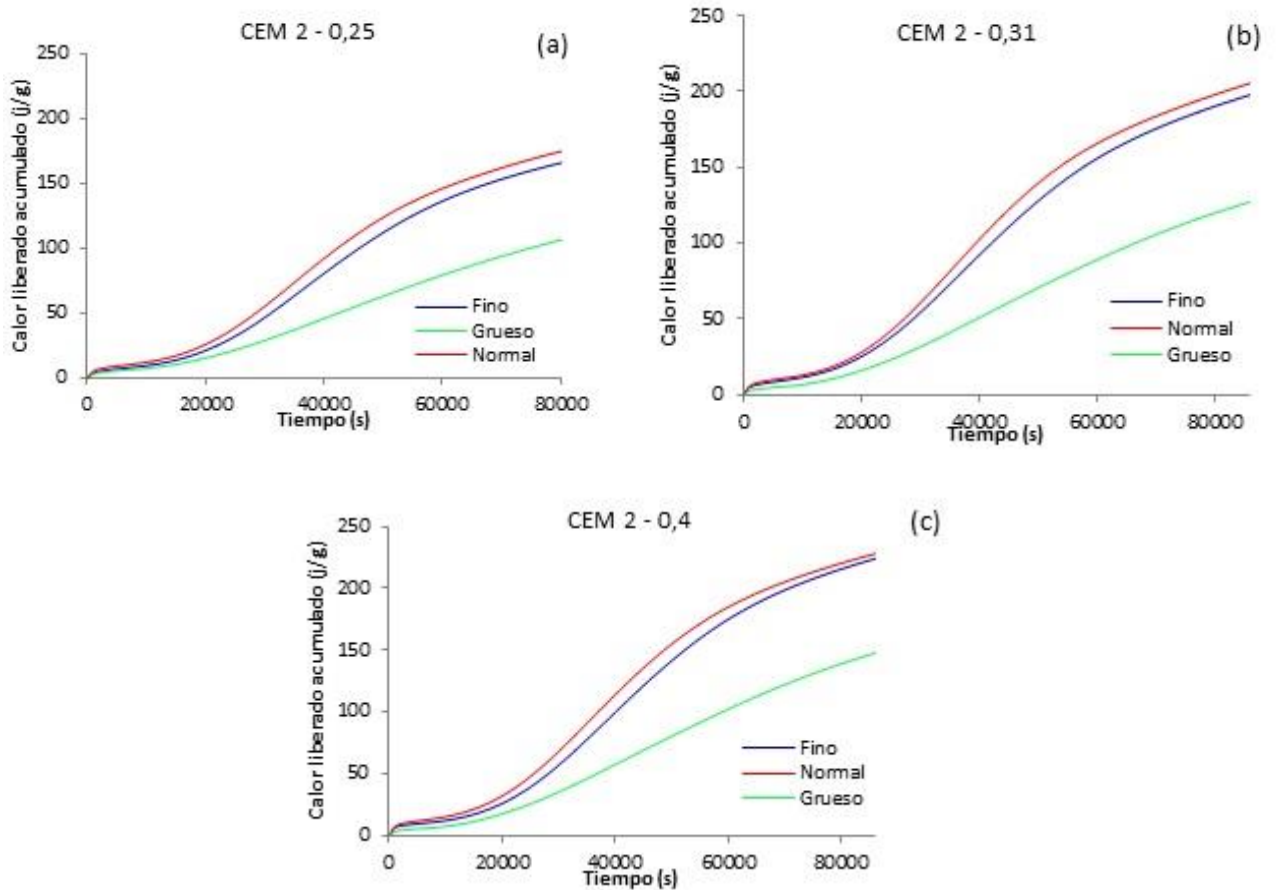 CEM 2 - 0,25
(a)
Calor liberado acumulado (j/g)
250
200
150
100
50
0
Fino
Grueso
Normal
0 20000 40000 60000 80000
Tiempo (s)
CEM 2 - 0,31
(b)
Calor liberado acumulado (j/g)
250
200
150
100
50
0
Fino
Normal
Grueso
0 20000 40000 60000 80000
Tiempo (s)
CEM 2 - 0,4
(c)
Calor liberado acumulado (j/g)
250
200
150
100
50
0
Fino
Normal
Grueso
0 20000 40000 60000 80000
Tiempo (s)